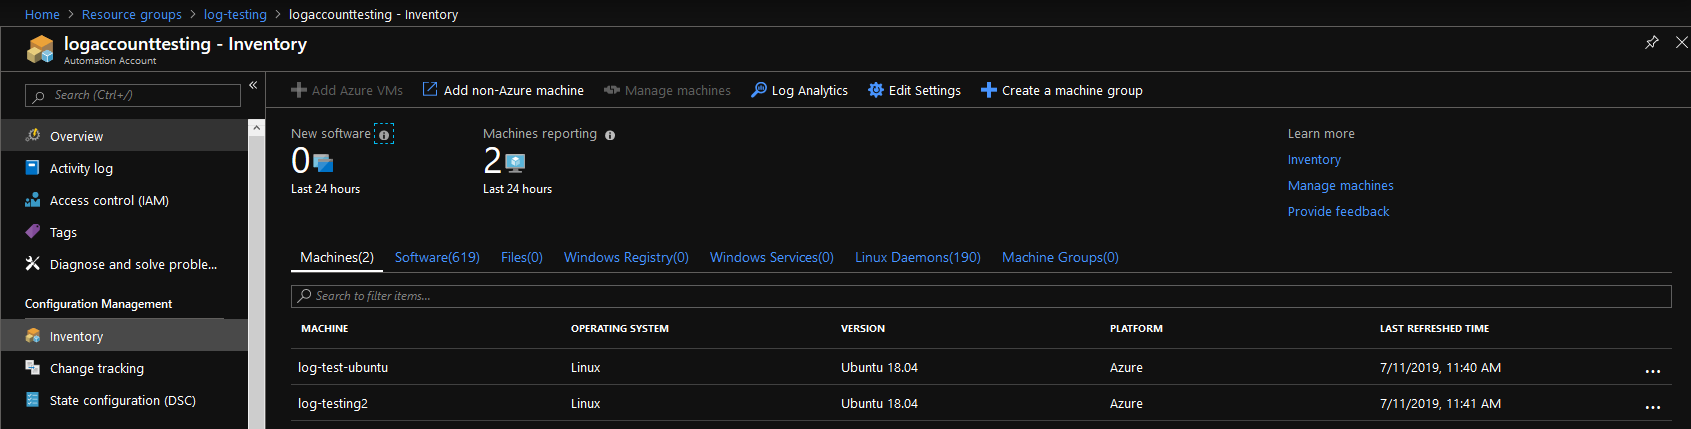 Home > Resource groups > log-testing > logaccounttesting - Inventory
logaccounttesting - Inventory
Automation Account
Search (Ctrl+/)
«
Overview
Activity log
Access control (IAM)
Tags
Diagnose and solve proble...
Configuration Management
Inventory
Change tracking
State configuration (DSC)
Add Azure VMs Add non-Azure machine Manage machines Log Analytics Edit Settings Create a machine group
New software Machines reporting
0 2
Last 24 hours Last 24 hours
Learn more
Inventory
Manage machines
Provide feedback
Machines(2) Software(619) Files(0) Windows Registry(0) Windows Services(0) Linux Daemons(190) Machine Groups(0)
Search to filter items...
MACHINE OPERATING SYSTEM VERSION PLATFORM LAST REFRESHED TIME
log-test-ubuntu Linux Ubuntu 18.04 Azure 7/11/2019, 11:40 AM ...
log-testing2 Linux Ubuntu 18.04 Azure 7/11/2019, 11:41 AM ...